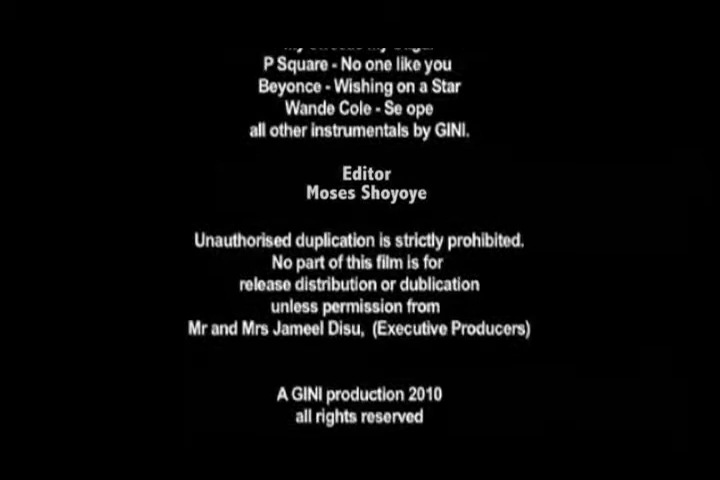 P Square - No one like you
Beyonce - Wishing on a Star
Wande Cole - Se ope
all other instrumentals by GINI.
Editor
Moses Shoyoye
Unauthorised duplication is strictly prohibited.
No part of this film is for
release distribution or dublication
unless permission from
Mr and Mrs Jameel Disu, (Executive Producers)
A GINI production 2010
all rights reserved